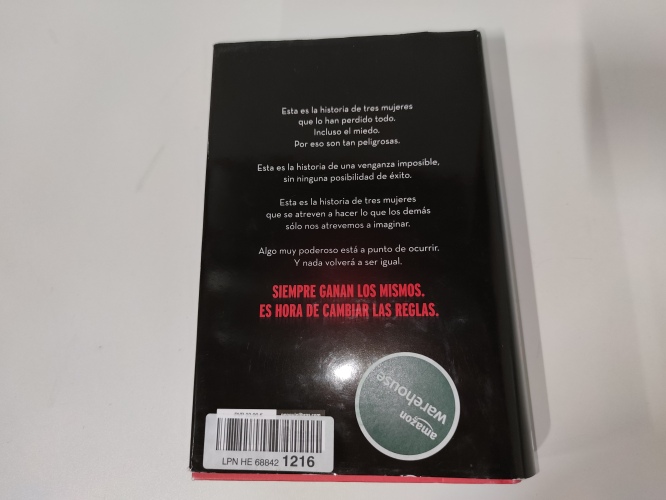 Esta es la historia de tres mujeres
que lo han perdido todo.
Incluso el miedo.
Por eso son tan peligrosas.
Esta es la historia de una venganza imposible,
sin ninguna posibilidad de éxito.
Esta es la historia de tres mujeres
que se atreven a hacer lo que los demás
sólo nos atrevemos a imaginar.
Algo muy poderoso está a punto de ocurrir.
Y nada volverá a ser igual.
SIEMPRE GANAN LOS MISMOS.
ES HORA DE CAMBIAR LAS REGLAS.
amazon
warehouse
LPN HE 68842 1216